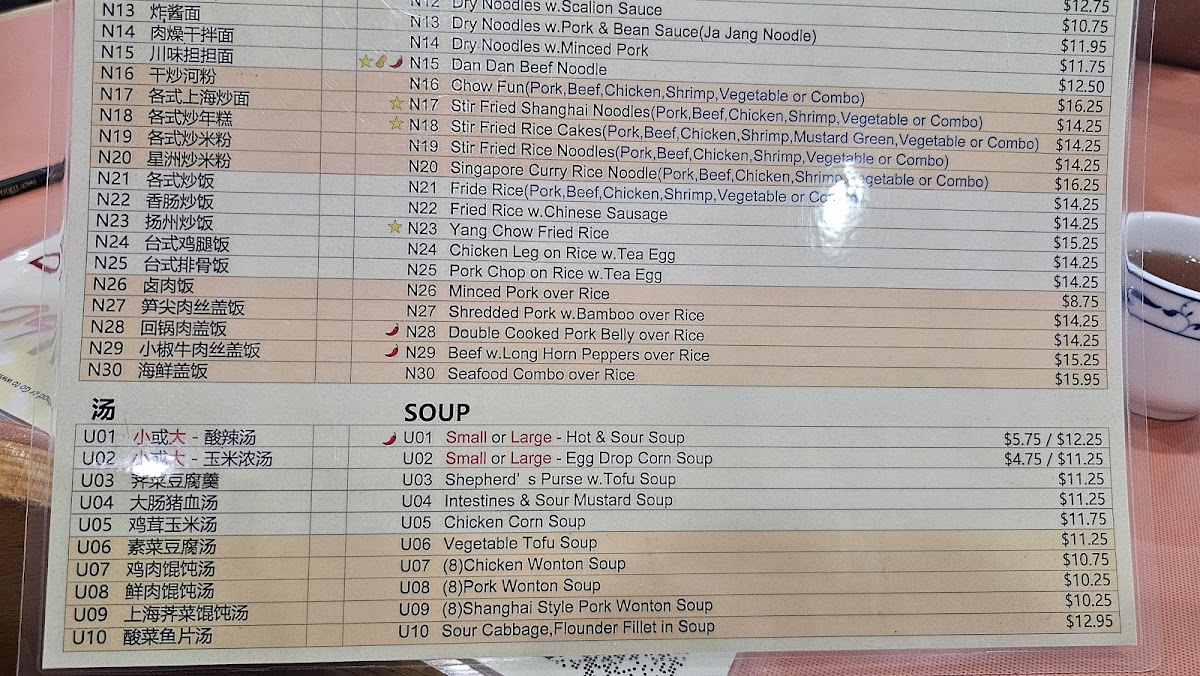 $12.75
N12 Dry Noodles w.Scalion Sauce $10.75
N13 炸酱面 N13 Dry Noodles w.Pork & Bean Sauce(Ja Jang Noodle) $11.95
N14 肉燥干拌面 N14 Dry Noodles w.Minced Pork $11.75
N15 川味担担面 N15 Dan Dan Beef Noodle $12.50
N16 干炒河粉 N16 Chow Fun(Pork,Beef,Chicken,Shrimp,Vegetable or Combo) $16.25
N17 各式上海炒面 N17 Stir Fried Shanghai Noodles(Pork,Beef,Chicken,Shrimp,Vegetable or Combo) $14.25
N18 各式炒年糕 N18 Stir Fried Rice Cakes(Pork,Beef,Chicken,Shrimp,Mustard Green,Vegetable or Combo) $14.25
N19 各式炒米粉 N19 Stir Fried Rice Noodles(Pork,Beef,Chicken,Shrimp,Vegetable or Combo) $14.25
N20 星洲炒米粉 N20 Singapore Curry Rice Noodle(Pork,Beef,Chicken,Shrimp,Vegetable or Combo) $16.25
N21 各式炒饭 N21 Fride Rice(Pork,Beef,Chicken,Shrimp,Vegetable or Combo) $14.25
N22 香肠炒饭 N22 Fried Rice w.Chinese Sausage $14.25
N23 扬州炒饭 N23 Yang Chow Fried Rice $15.25
N24 台式鸡腿饭 N24 Chicken Leg on Rice w.Tea Egg $14.25
N25 台式排骨饭 N25 Pork Chop on Rice w.Tea Egg $14.25
N26 卤肉饭 N26 Minced Pork over Rice $8.75
N27 笋尖肉丝盖饭 N27 Shredded Pork w.Bamboo over Rice $14.25
N28 回锅肉盖饭 N28 Double Cooked Pork Belly over Rice $14.25
N29 小椒牛肉丝盖饭 N29 Beef w.Long Horn Peppers over Rice $15.25
N30 海鲜盖饭 N30 Seafood Combo over Rice $15.95
汤 SOUP
U01 小或大 - 酸辣汤 U01 Small or Large - Hot & Sour Soup $5.75 / $12.25
U02 小或大 - 玉米浓汤 U02 Small or Large - Egg Drop Corn Soup $4.75 / $11.25
U03 荠菜豆腐羹 U03 Shepherd's Purse w.Tofu Soup $11.25
U04 大肠猪血汤 U04 Intestines & Sour Mustard Soup $11.25
U05 鸡茸玉米汤 U05 Chicken Corn Soup $11.75
U06 素菜豆腐汤 U06 Vegetable Tofu Soup $11.25
U07 鸡肉馄饨汤 U07 (8)Chicken Wonton Soup $10.75
U08 鲜肉馄饨汤 U08 (8)Pork Wonton Soup $10.25
U09 上海荠菜馄饨汤 U09 (8)Shanghai Style Pork Wonton Soup $10.25
U10 酸菜鱼片汤 U10 Sour Cabbage,Flounder Fillet in Soup $12.95